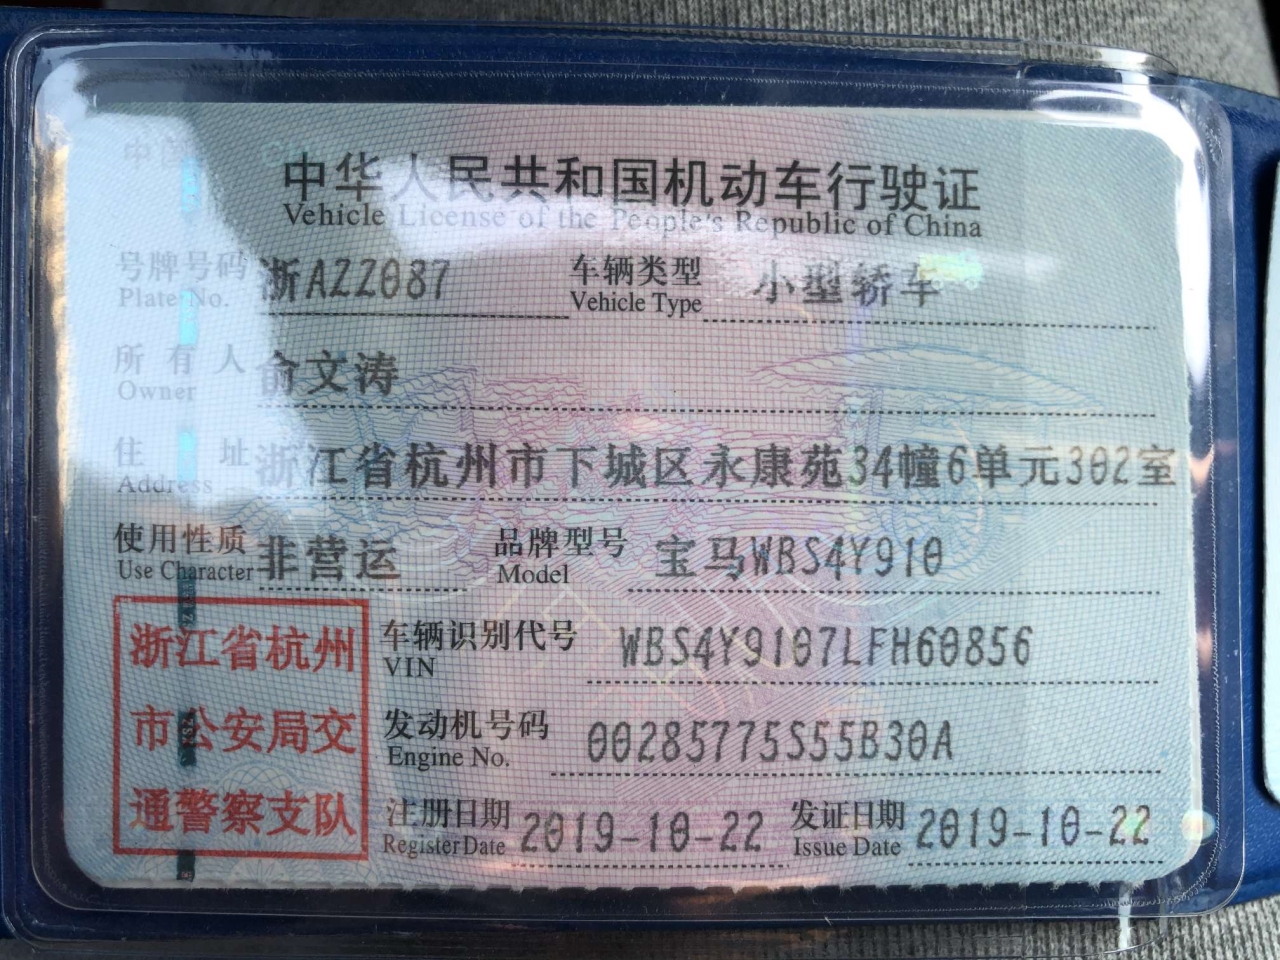 中华人民共和国机动车行驶证
Vehicle License of the People's Republic of China
号牌号码 浙AZZ087 车辆类型 小型轿车
Plate No. Vehicle Type
所有人 俞文涛
Owner
住址 浙江省杭州市下城区永康苑34幢6单元302室
Address
使用性质 非营运 品牌型号 宝马WBS4Y910
Use Character Model
浙江省杭州
市公安局交
通警察支队
车辆识别代号 WBS4Y9107LFH60856
VIN
发动机号码 00285775S55B30A
Engine No.
注册日期 2019-10-22 发证日期 2019-10-22
Register Date Issue Date